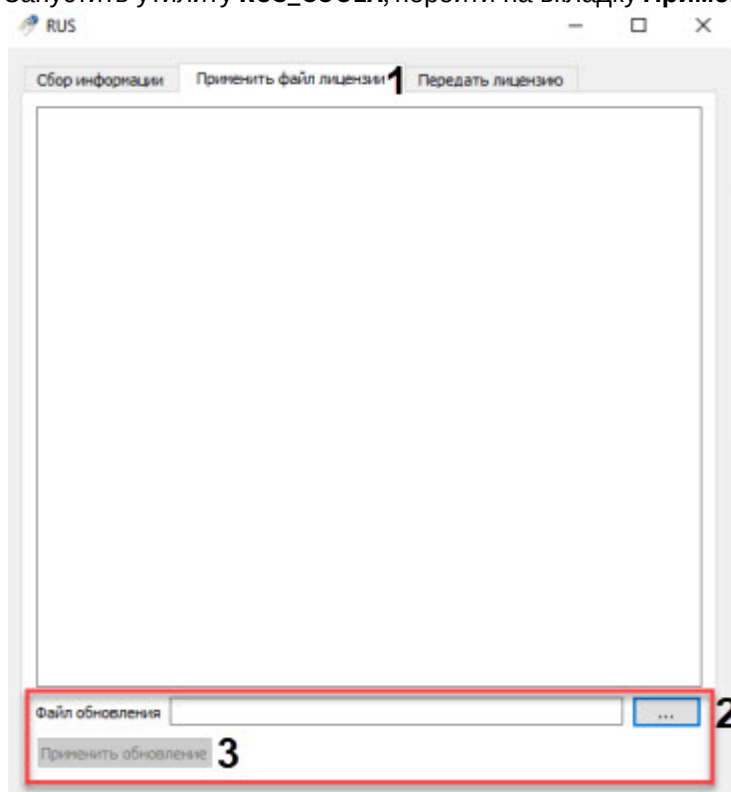 RUS
Сбор информации Применить файл лицензии 1 Передать лицензию
Файл обновления ... 2
Применить обновление 3